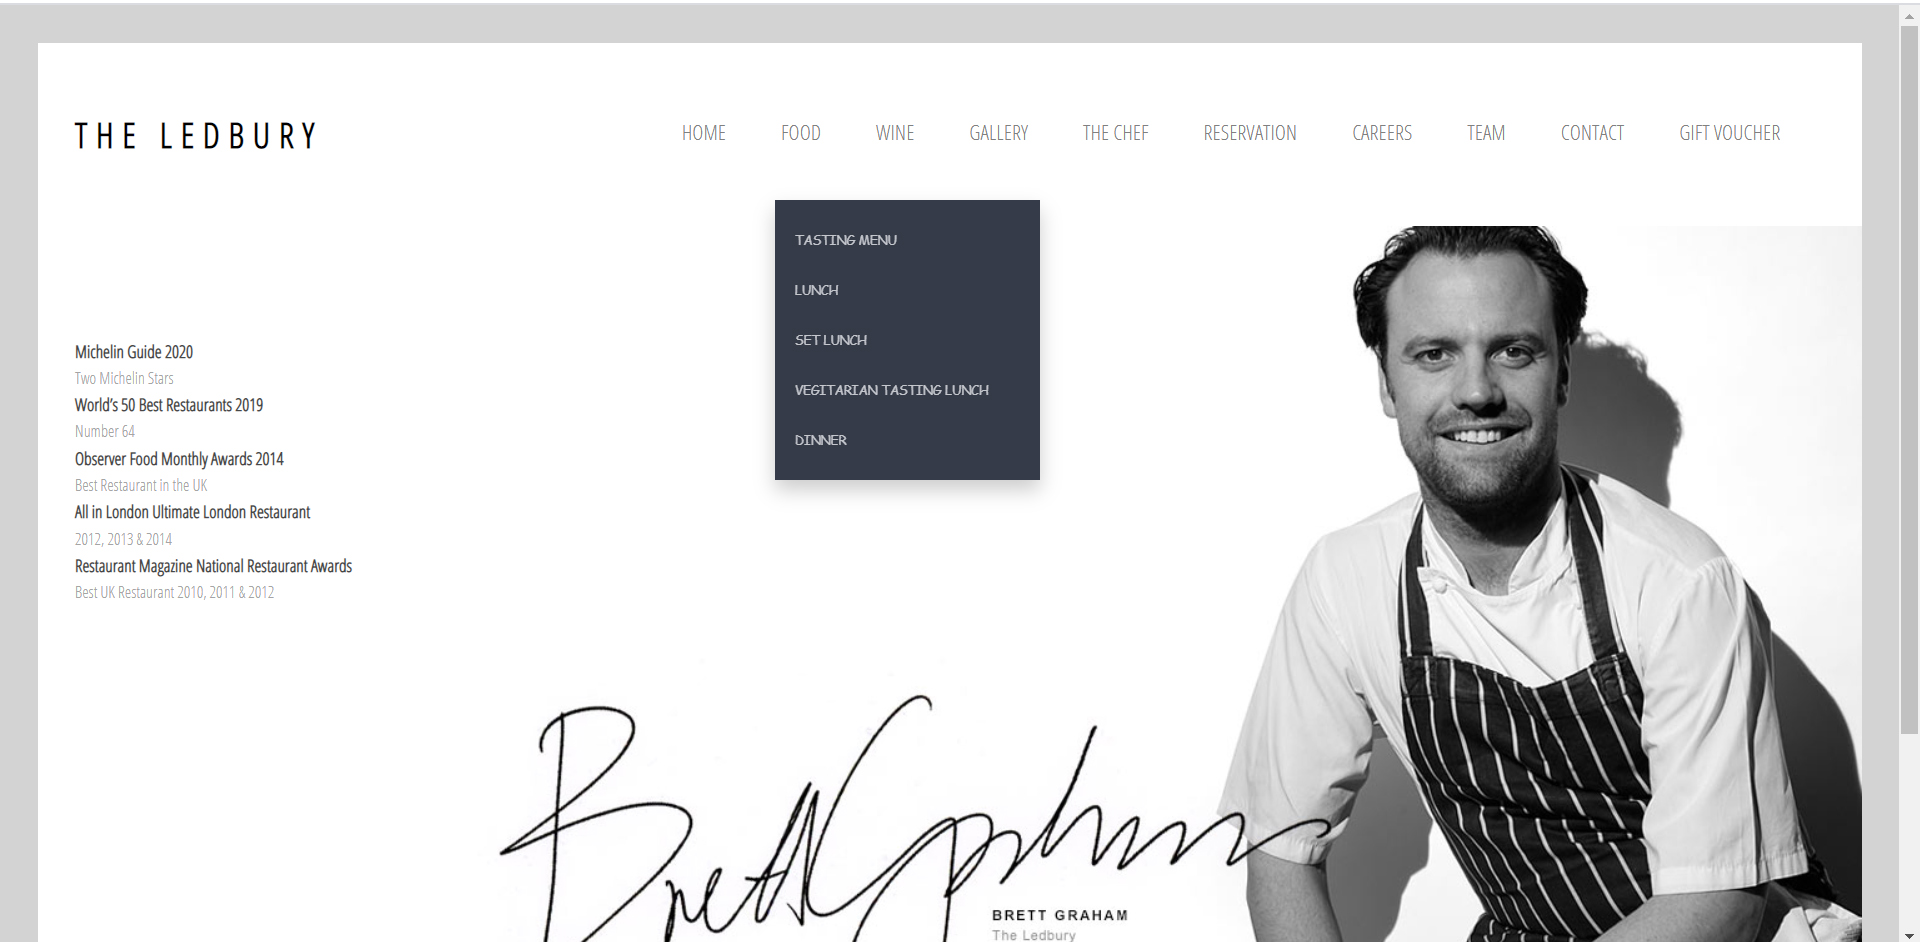 THE LEDBURY
HOME FOOD WINE GALLERY THE CHEF RESERVATION CAREERS TEAM CONTACT GIFT VOUCHER
TASTING MENU
LUNCH
SET LUNCH
VEGITARIAN TASTING LUNCH
DINNER
Michelin Guide 2020
Two Michelin Stars
World's 50 Best Restaurants 2019
Number 64
Observer Food Monthly Awards 2014
Best Restaurant in the UK
All in London Ultimate London Restaurant
2012, 2013 & 2014
Restaurant Magazine National Restaurant Awards
Best UK Restaurant 2010, 2011 & 2012
Brett Graham
BRETT GRAHAM
The Ledbury